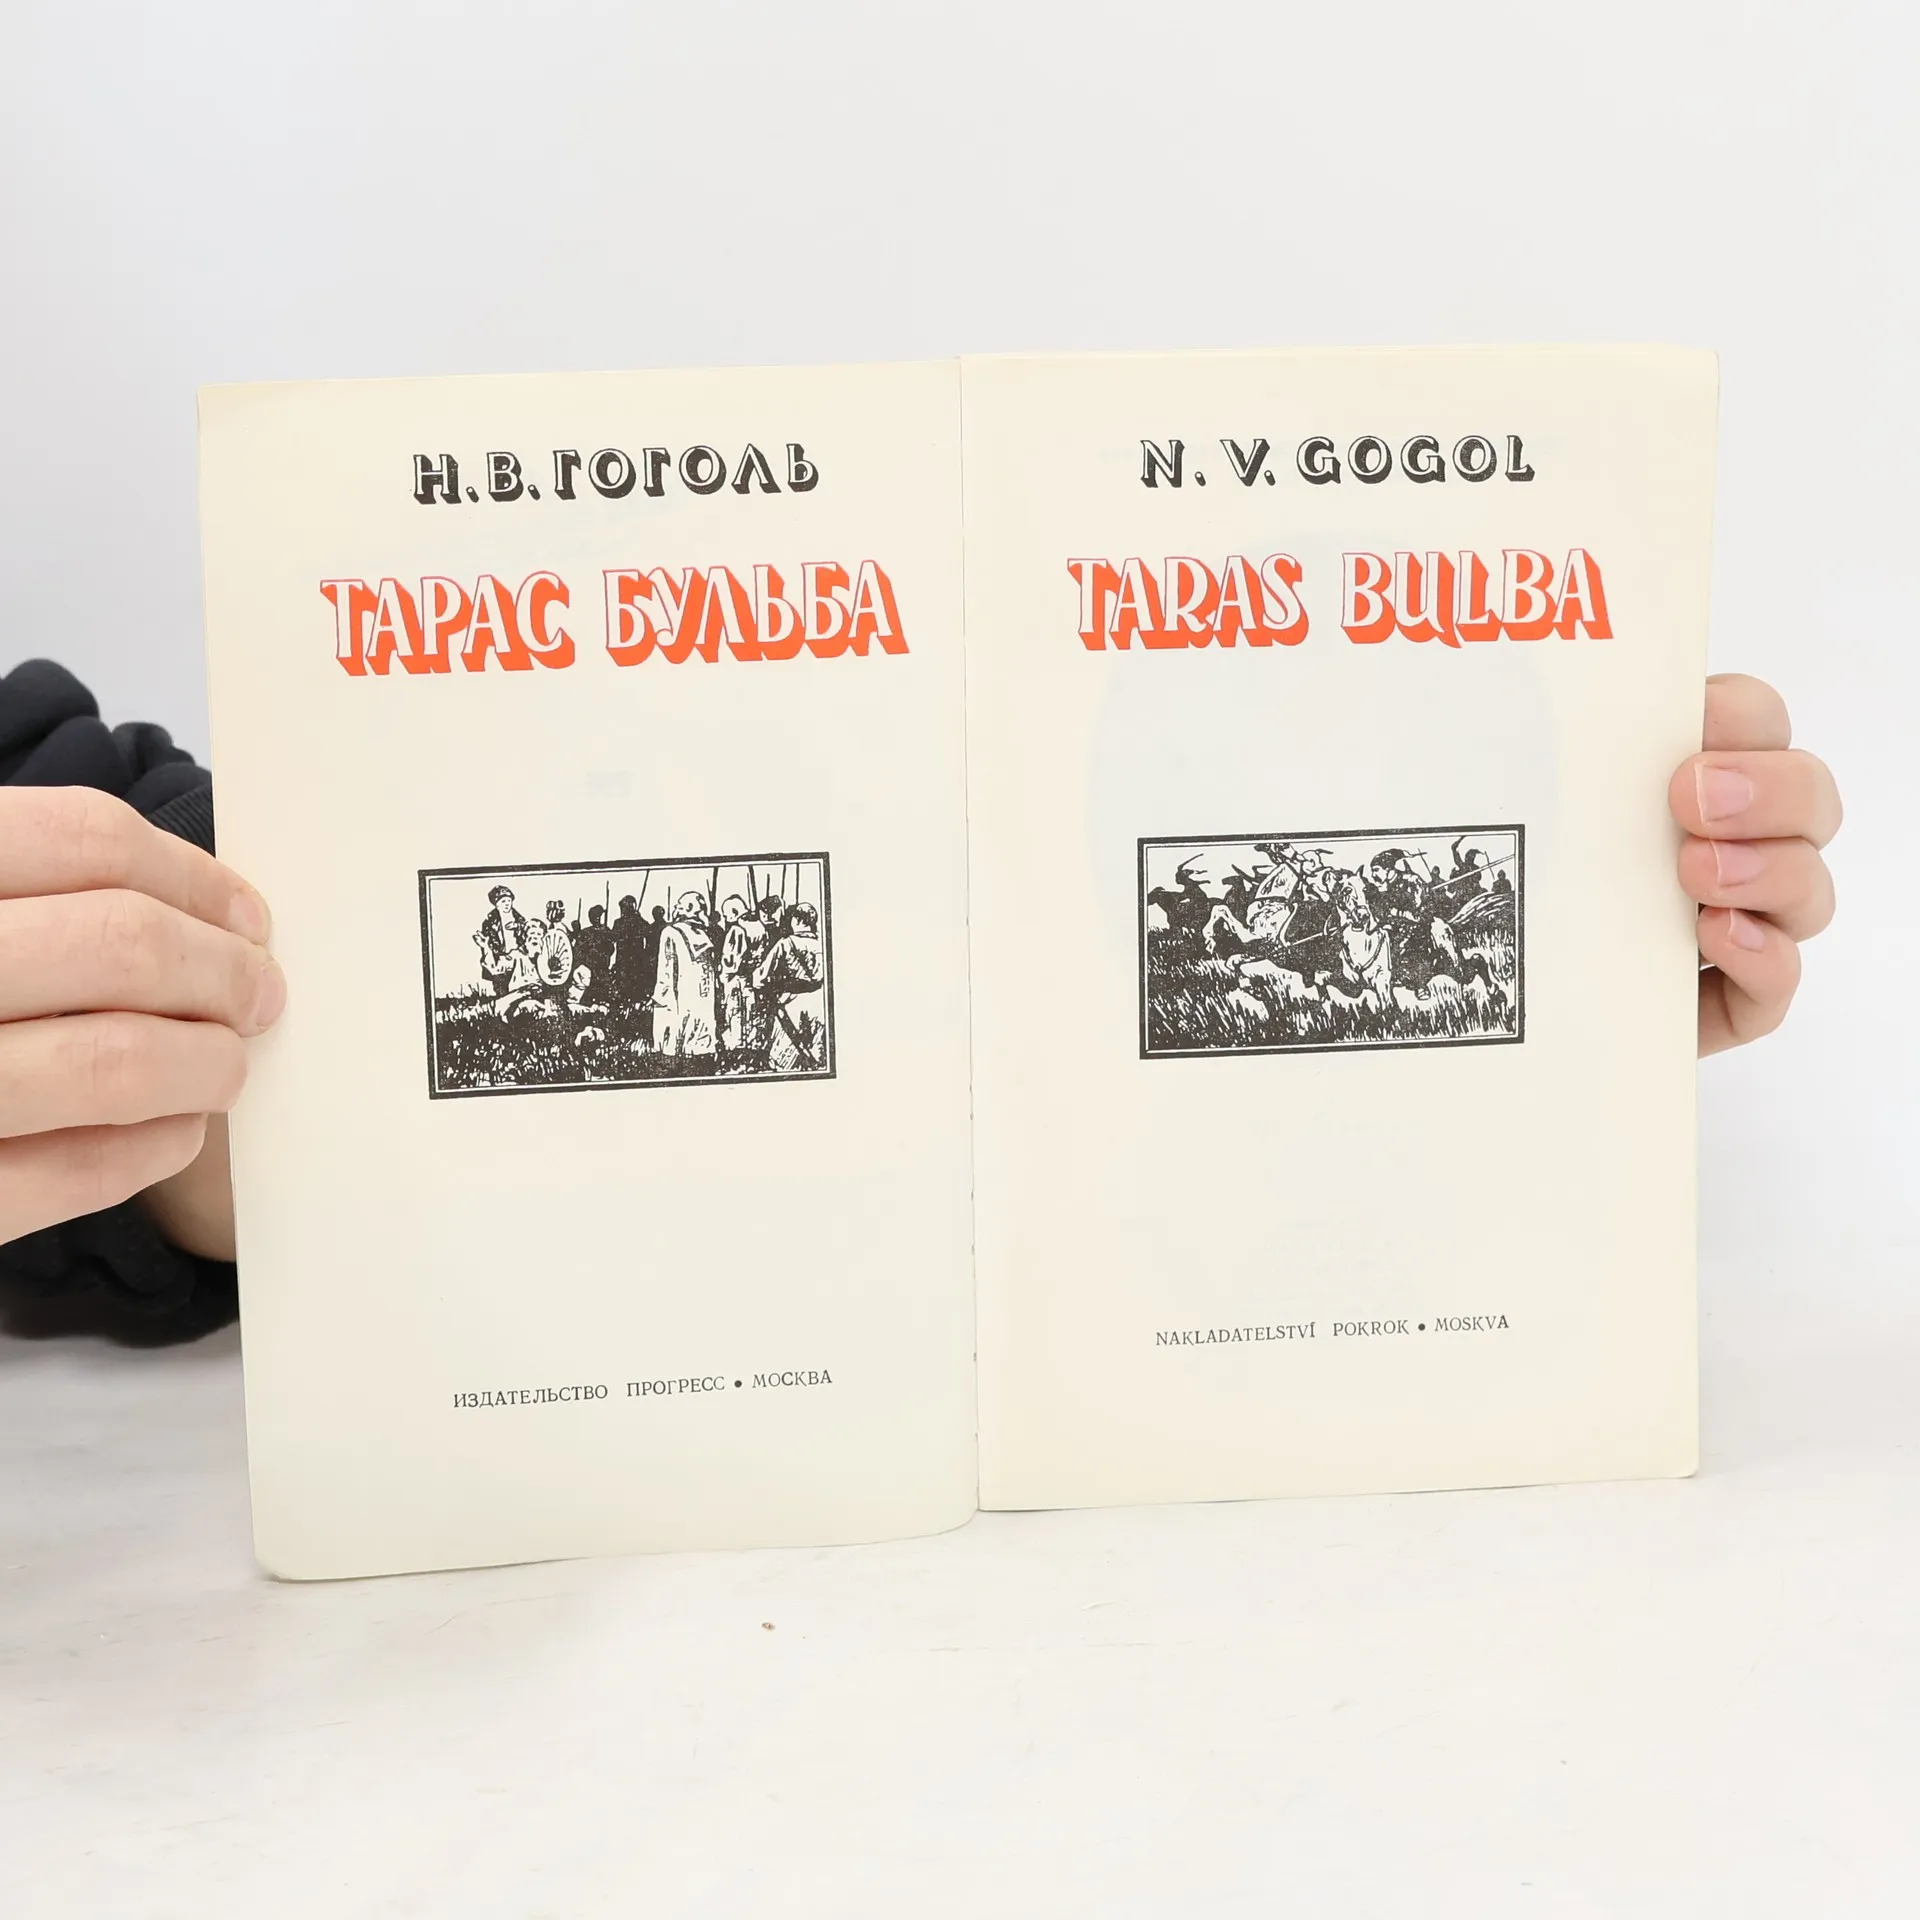 Н. В. ГОГОЛЬ
ТАРАС БУЛЬБА
ИЗДАТЕЛЬСТВО ПРОГРЕСС • МОСКВА
N. V. GOGOL
TARAS BULBA
NAKLADATELSTVÍ POKROK • MOSKVA